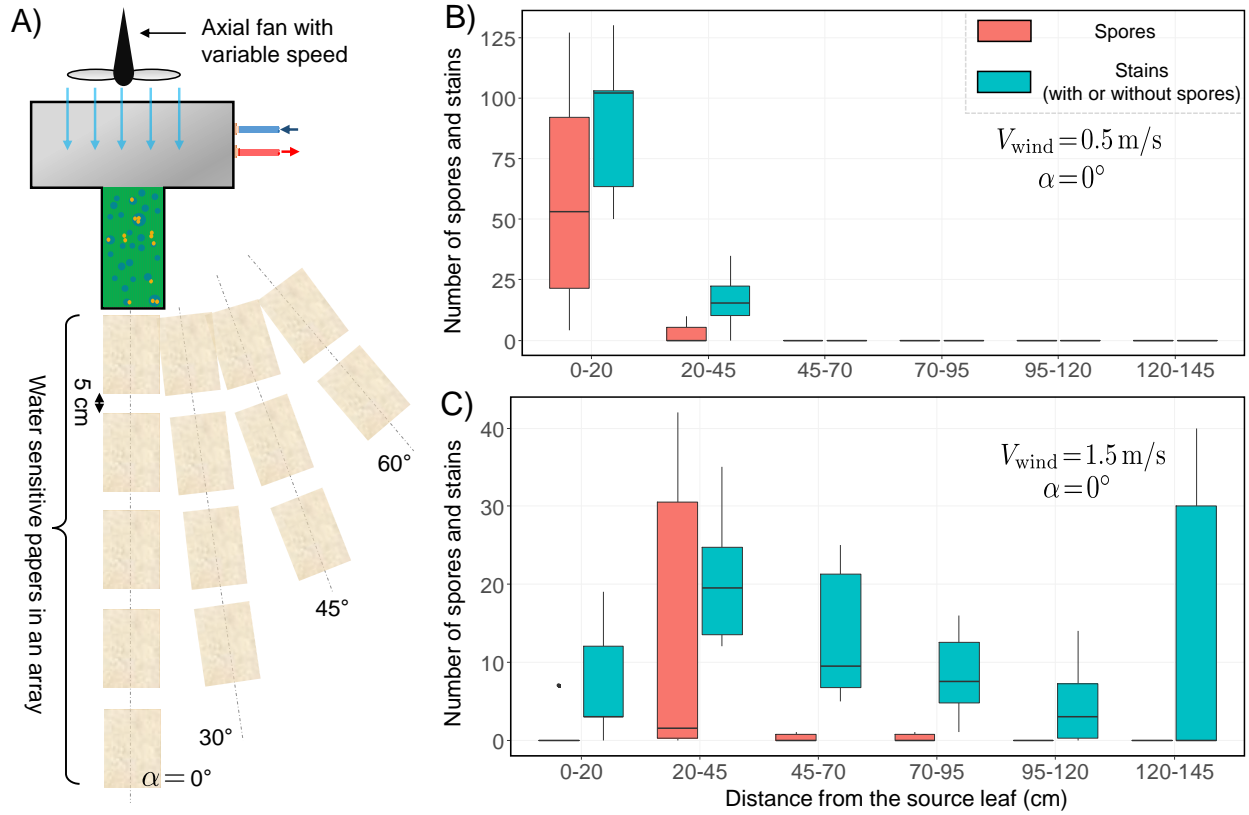 A)
Axial fan with
variable speed
5 cm
Water sensitive papers in an array
60°
45°
30°
α = 0°
B)
Number of spores and stains
125
100
75
50
25
0
Spores
Stains
(with or without spores)
V_wind = 0.5 m/s
α = 0°
0-20 20-45 45-70 70-95 95-120 120-145
C)
Number of spores and stains
40
30
20
10
0
V_wind = 1.5 m/s
α = 0°
0-20 20-45 45-70 70-95 95-120 120-145
Distance from the source leaf (cm)